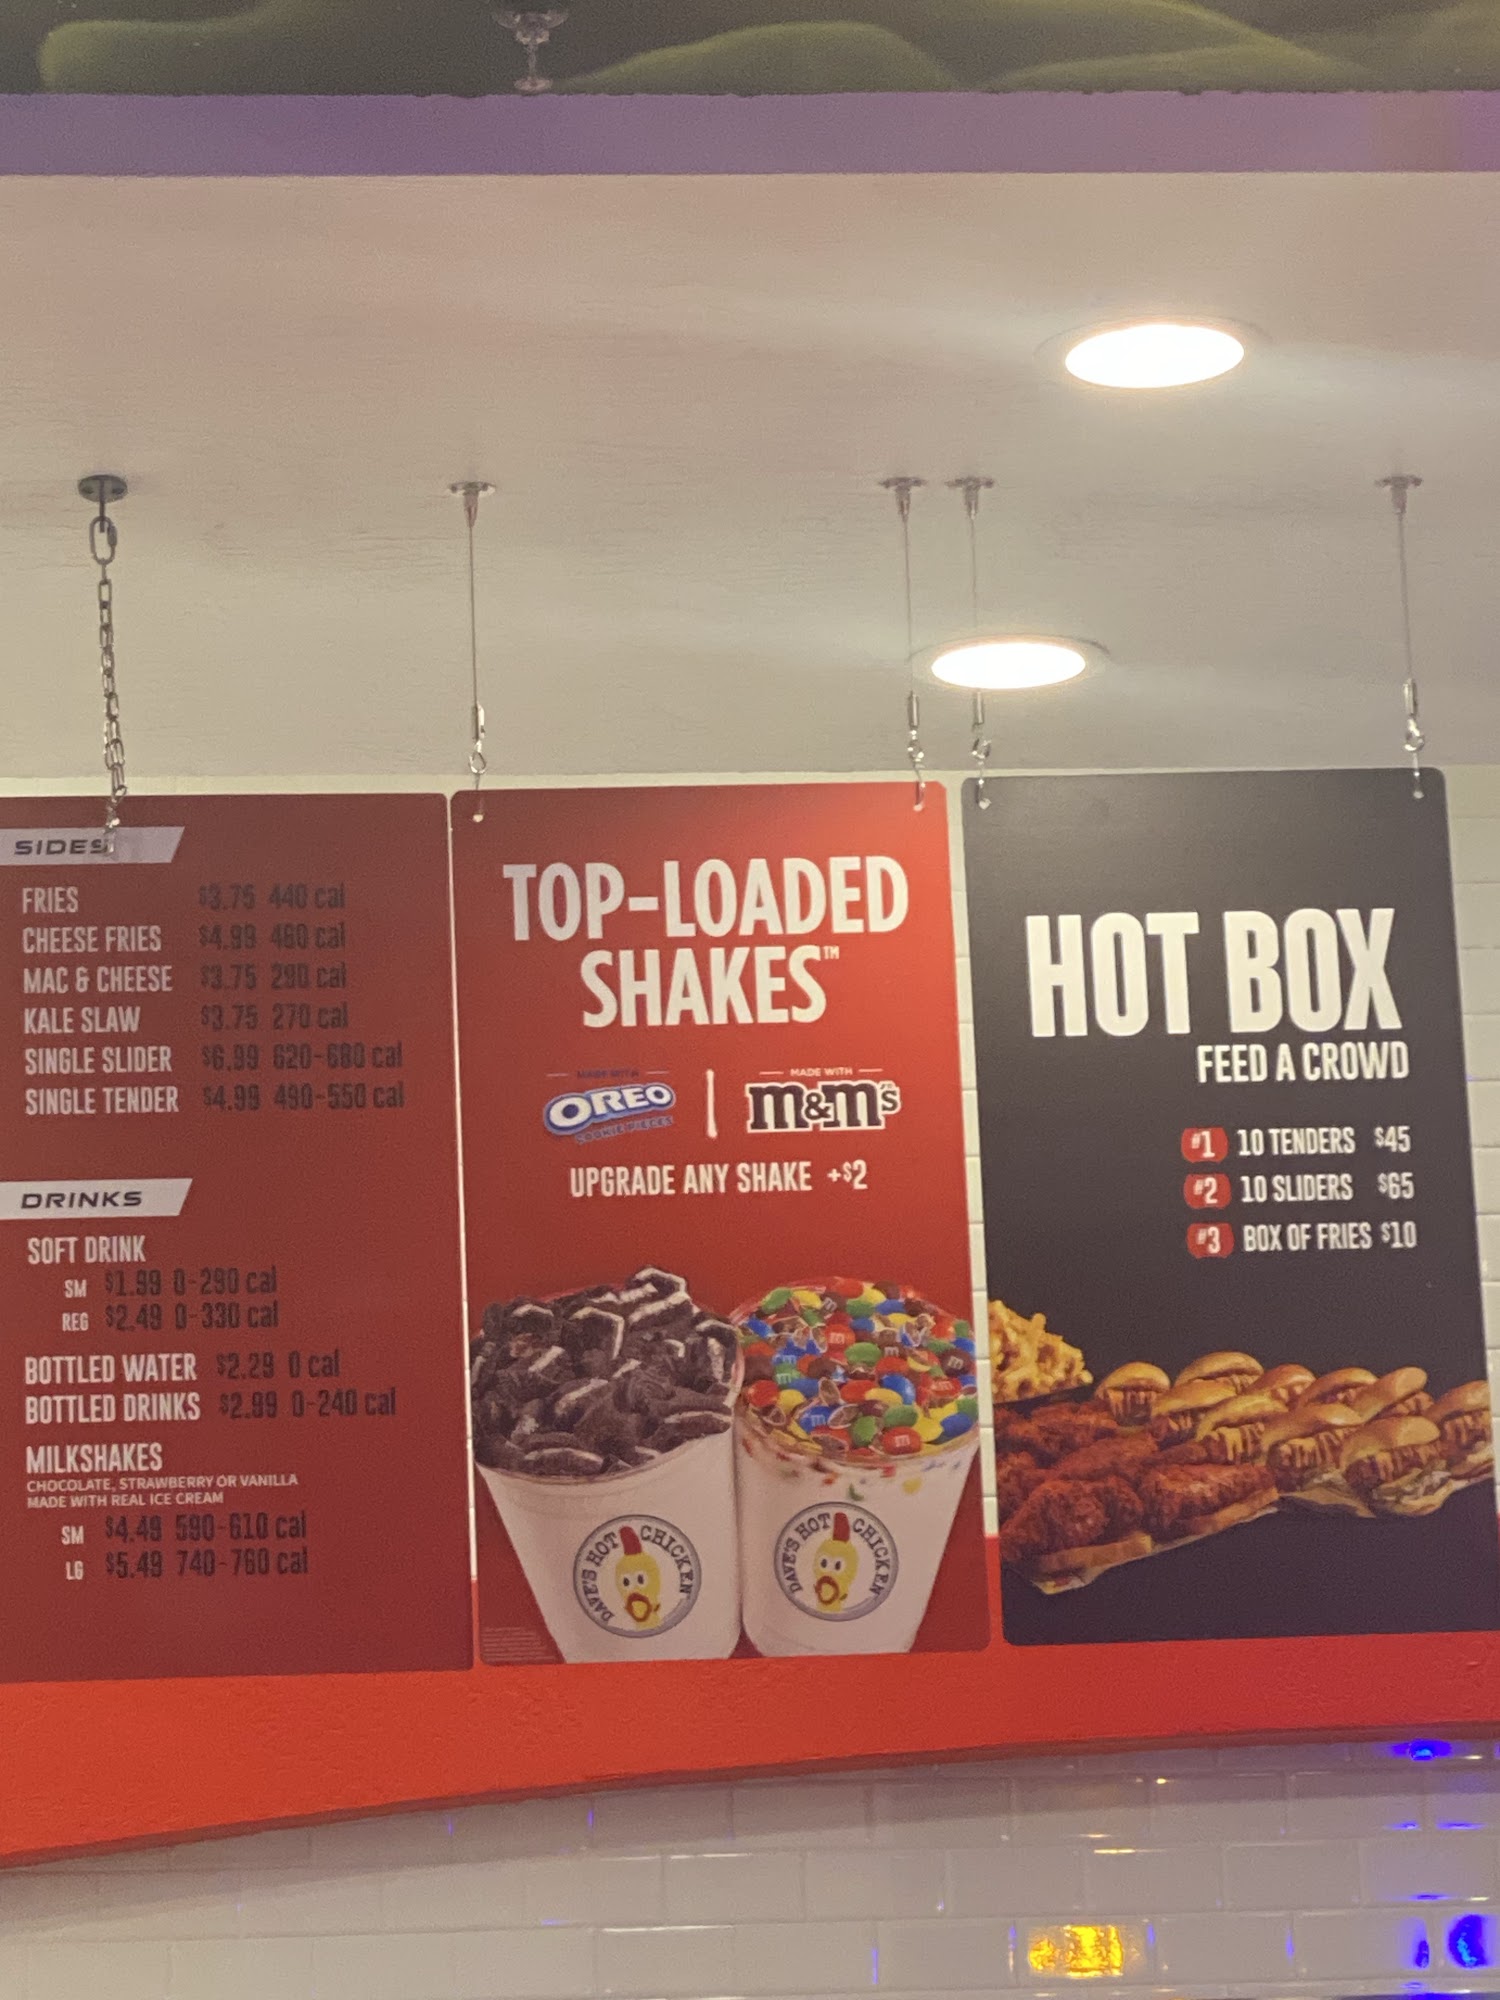 SIDES
FRIES $3.75 440 cal
CHEESE FRIES $4.99 460 cal
MAC & CHEESE $3.75 290 cal
KALE SLAW $3.75 270 cal
SINGLE SLIDER $6.99 620-680 cal
SINGLE TENDER $4.99 490-550 cal
DRINKS
SOFT DRINK
SM $1.99 0-290 cal
REG $2.49 0-330 cal
BOTTLED WATER $2.29 0 cal
BOTTLED DRINKS $2.99 0-240 cal
MILKSHAKES
CHOCOLATE, STRAWBERRY OR VANILLA
MADE WITH REAL ICE CREAM
SM $4.49 590-610 cal
LG $5.49 740-760 cal
TOP-LOADED
SHAKES™
MADE WITH
OREO
COOKIE PIECES
MADE WITH
m&m's
UPGRADE ANY SHAKE +$2
DAVE'S HOT CHICKEN
DAVE'S HOT CHICKEN
HOT BOX
FEED A CROWD
#1 10 TENDERS $45
#2 10 SLIDERS $65
#3 BOX OF FRIES $10